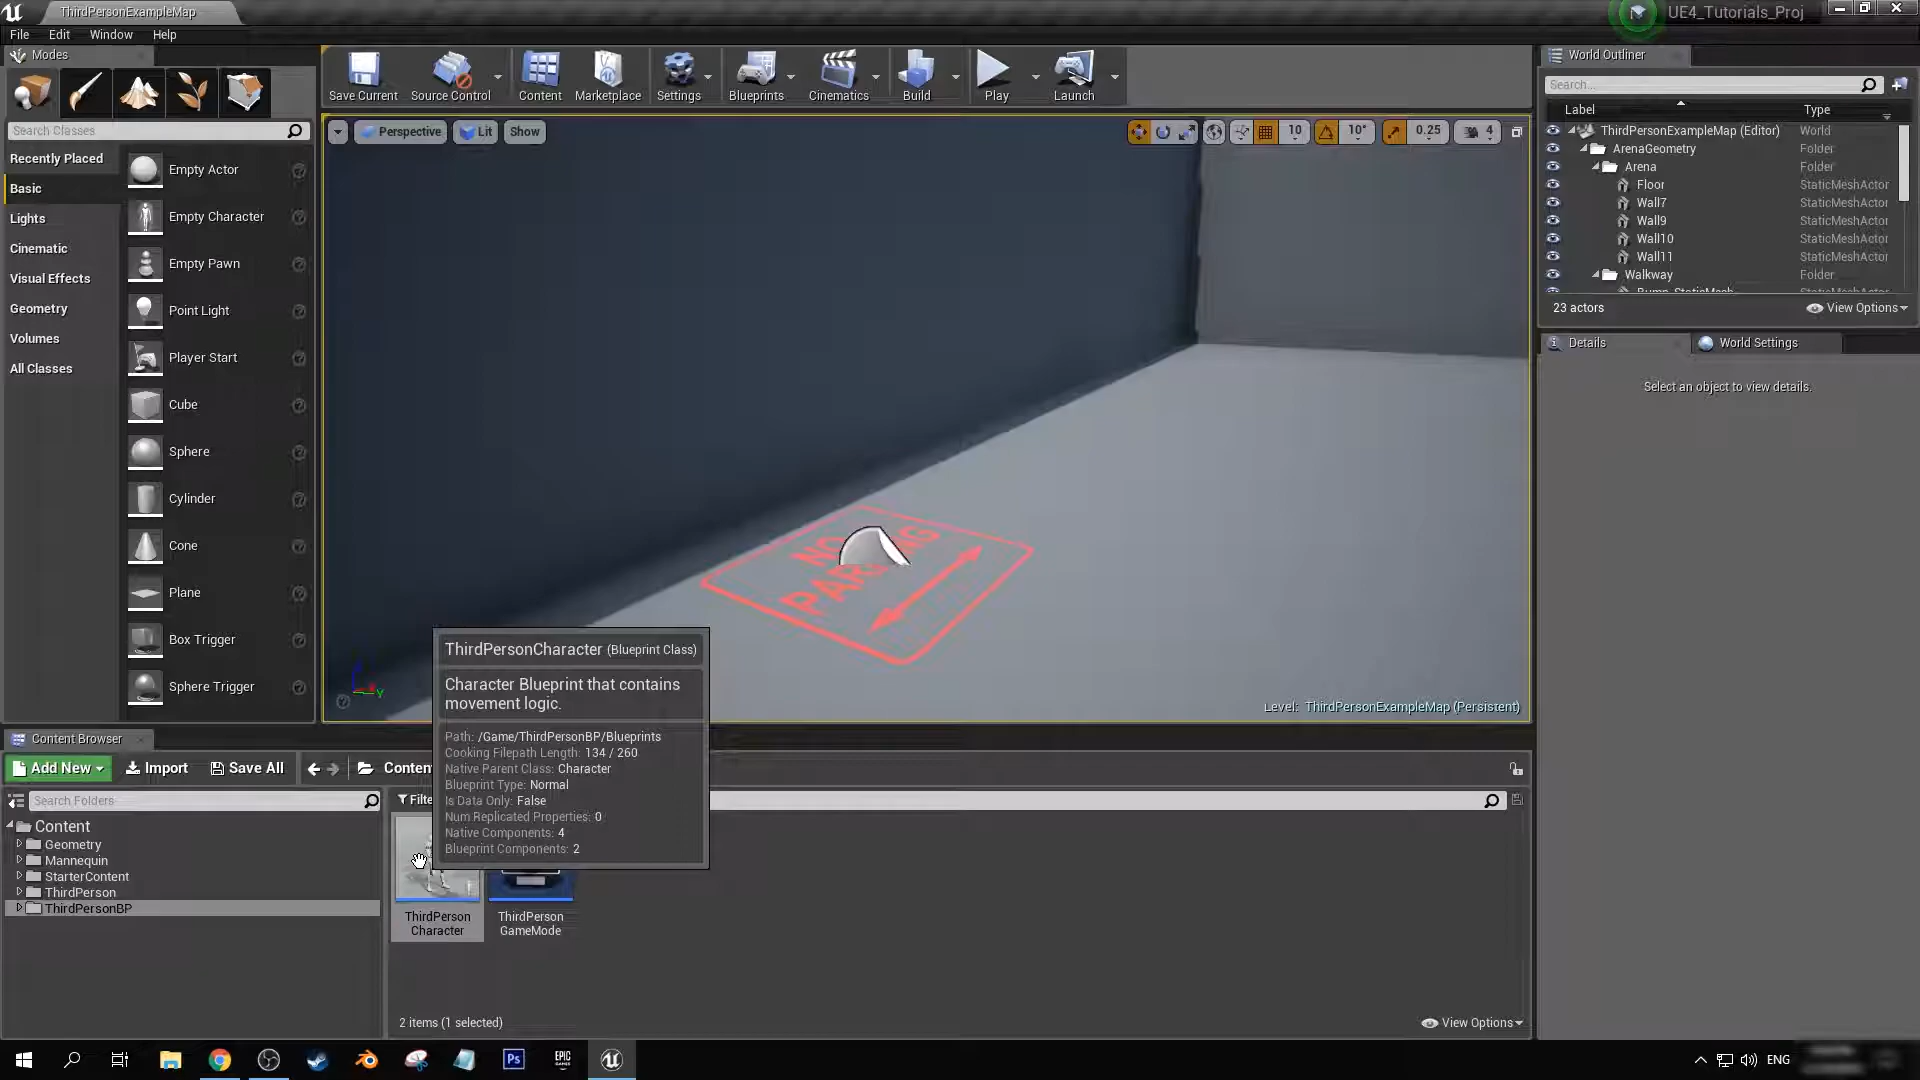 ThirdPersonExampleMap
UE4_Tutorials_Proj
File Edit Window Help
Modes
Save Current Source Control Content Marketplace Settings Blueprints Cinematics Build Play Launch
World Outliner
Search...
Label Type
ThirdPersonExampleMap (Editor) World
ArenaGeometry Folder
Arena Folder
Floor StaticMeshActor
Wall7 StaticMeshActor
Wall9 StaticMeshActor
Wall10 StaticMeshActor
Wall11 StaticMeshActor
Walkway Folder
Bump_StaticMesh StaticMeshActor
23 actors View Options
Details World Settings
Select an object to view details.
Search Classes
Recently Placed
Basic
Lights
Cinematic
Visual Effects
Geometry
Volumes
All Classes
Empty Actor
Empty Character
Empty Pawn
Point Light
Player Start
Cube
Sphere
Cylinder
Cone
Plane
Box Trigger
Sphere Trigger
Perspective Lit Show
10 10° 0.25 4
NO
PARKING
Y
Level: ThirdPersonExampleMap (Persistent)
ThirdPersonCharacter (Blueprint Class)
Character Blueprint that contains
movement logic.
Path: /Game/ThirdPersonBP/Blueprints
Cooking Filepath Length: 134 / 260
Native Parent Class: Character
Blueprint Type: Normal
Is Data Only: False
Num Replicated Properties: 0
Native Components: 4
Blueprint Components: 2
Content Browser
Add New Import Save All Conten
Search Folders
Filte
Content
Geometry
Mannequin
StarterContent
ThirdPerson
ThirdPersonBP
ThirdPerson
Character
ThirdPerson
GameMode
2 items (1 selected)
View Options
Ps
EPIC
GAMES
ENG